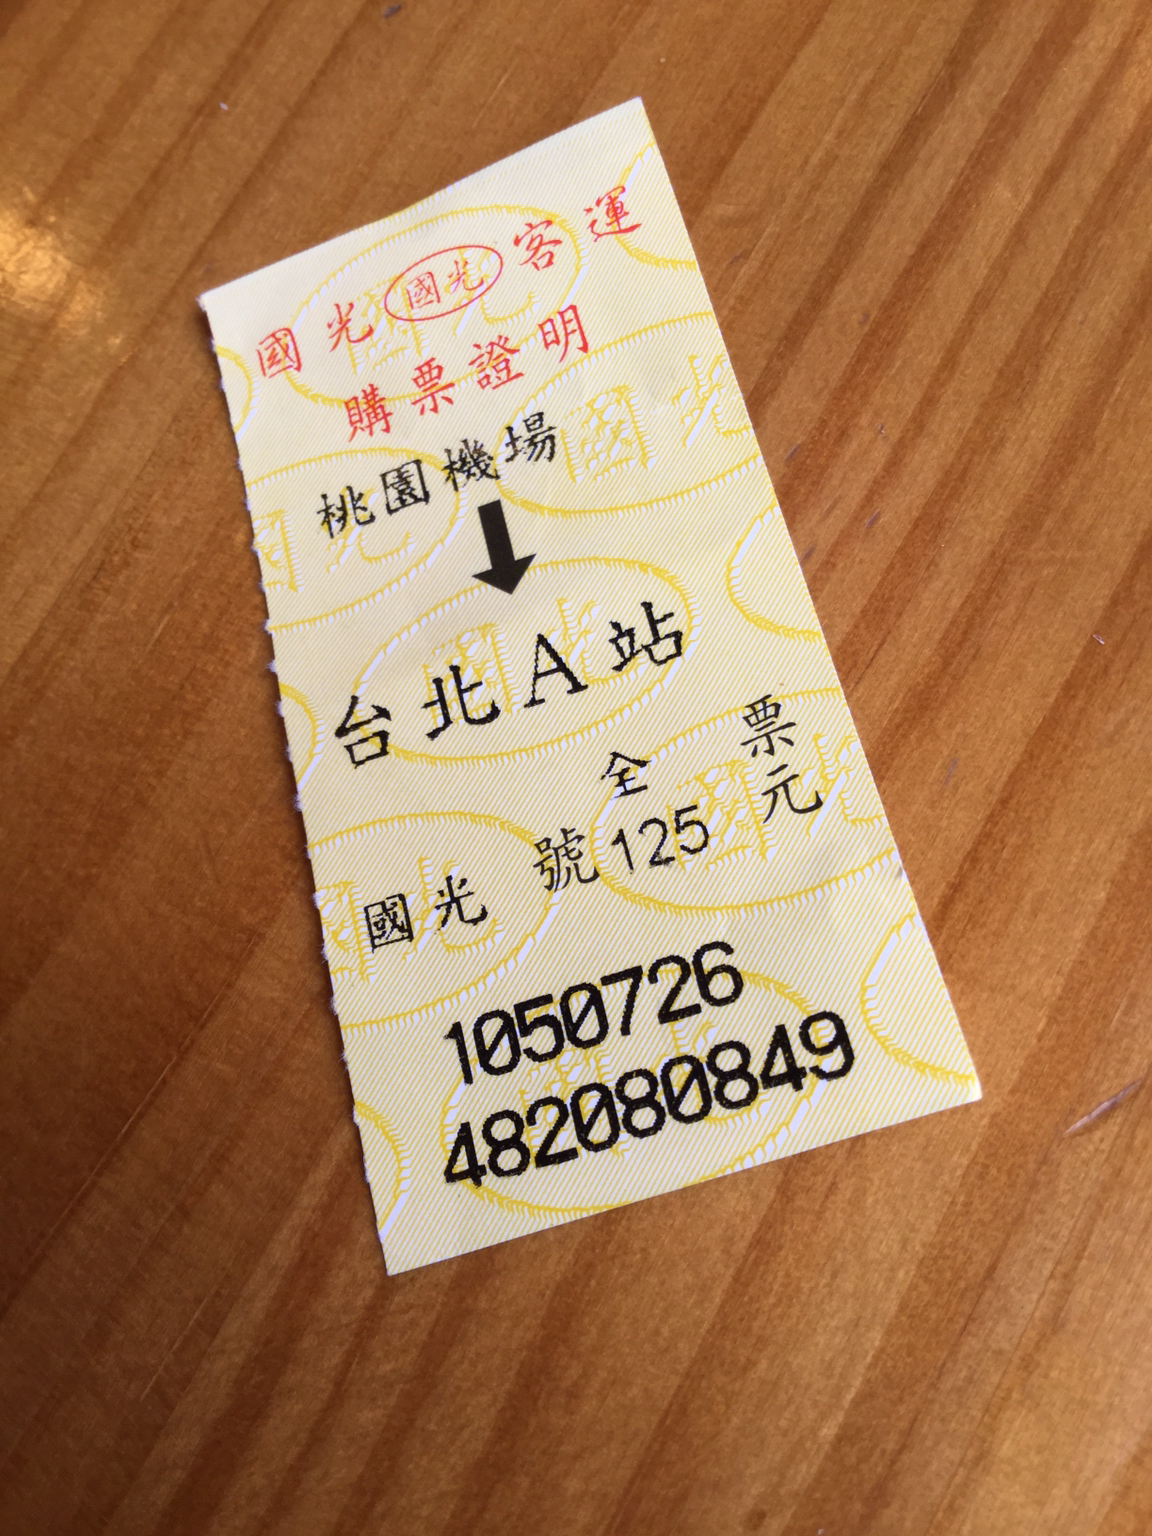 國光 國光 客運
購票證明
桃園機場
台北A站
全 票
國光 號 125 元
1050726
482080849